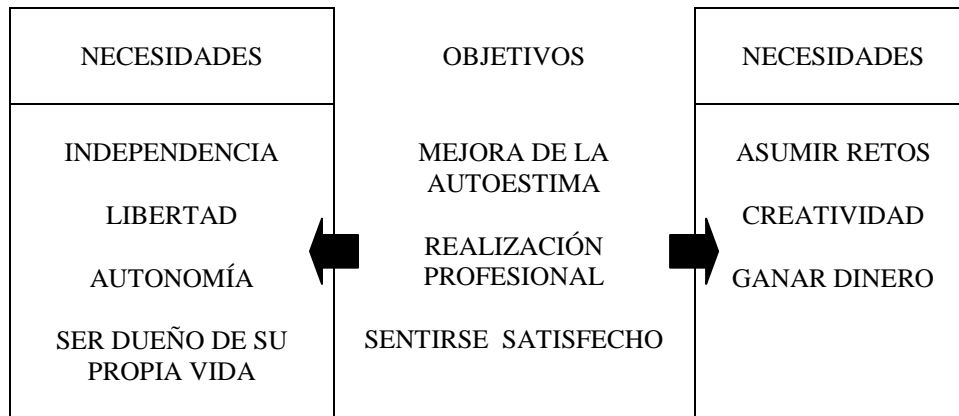 NECESIDADES
INDEPENDENCIA
LIBERTAD
AUTONOMÍA
SER DUEÑO DE SU
PROPIA VIDA
OBJETIVOS
MEJORA DE LA
AUTOESTIMA
REALIZACIÓN
PROFESIONAL
SENTIRSE SATISFECHO
NECESIDADES
ASUMIR RETOS
CREATIVIDAD
GANAR DINERO